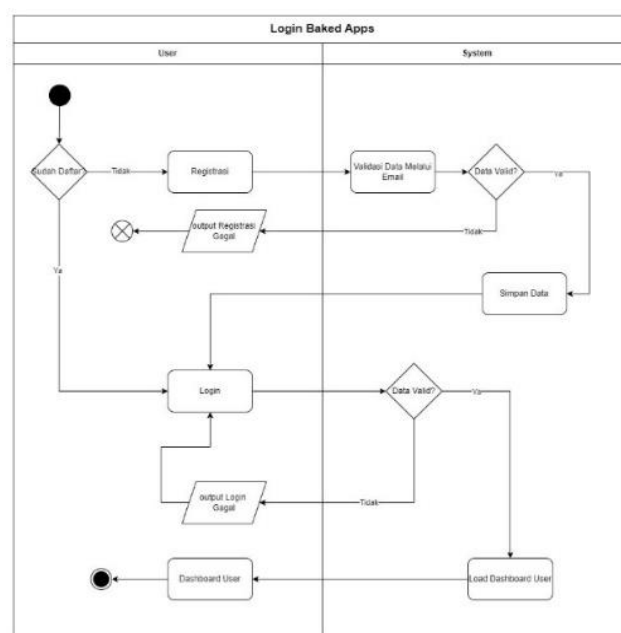 Login Baked Apps
User
System
Sudah Daftar?
Tidak
Registrasi
Validasi Data Melalui
Email
Data Valid?
Ya
output Registrasi
Gagal
Tidak
Ya
Simpan Data
Login
Data Valid?
Ya
output Login
Gagal
Tidak
Dashboard User
Load Dashboard User